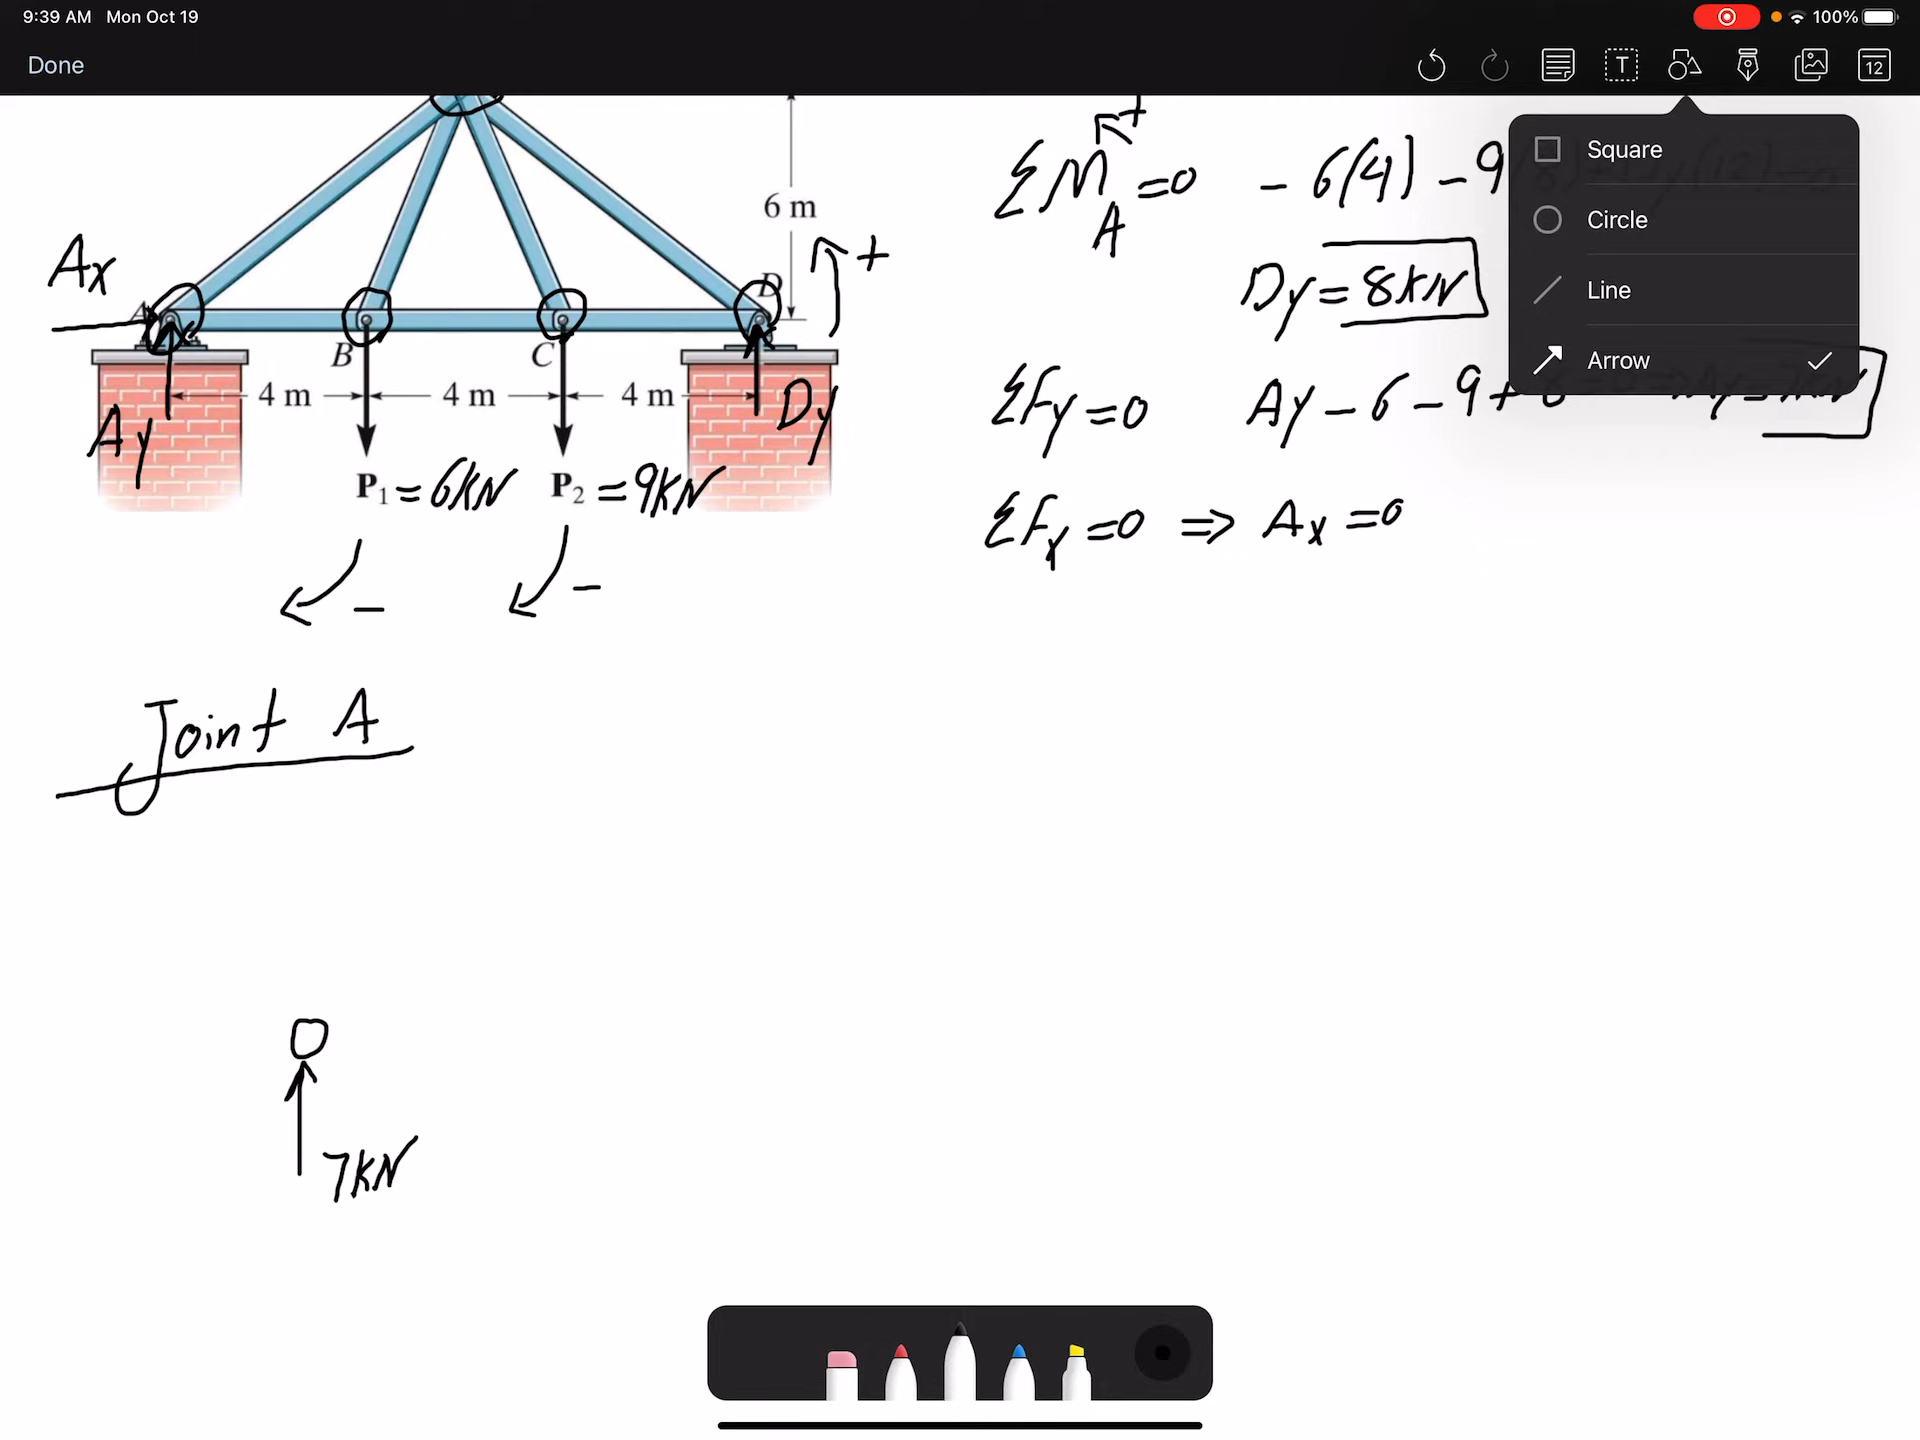 9:39 AM Mon Oct 19
100%
Done
T
12
Square
Circle
Line
Arrow
+
ΣM_A =0 - 6(4) - 9
Dy = 8KN
ΣFy =0 Ay - 6 - 9 +
ΣFx =0 ⇒ Ax =0
6 m
+
Ax
A
D
B
C
4 m
4 m
4 m
Ay
Dy
P₁ = 6KN
P₂ = 9KN
-
-
Joint A
7KN